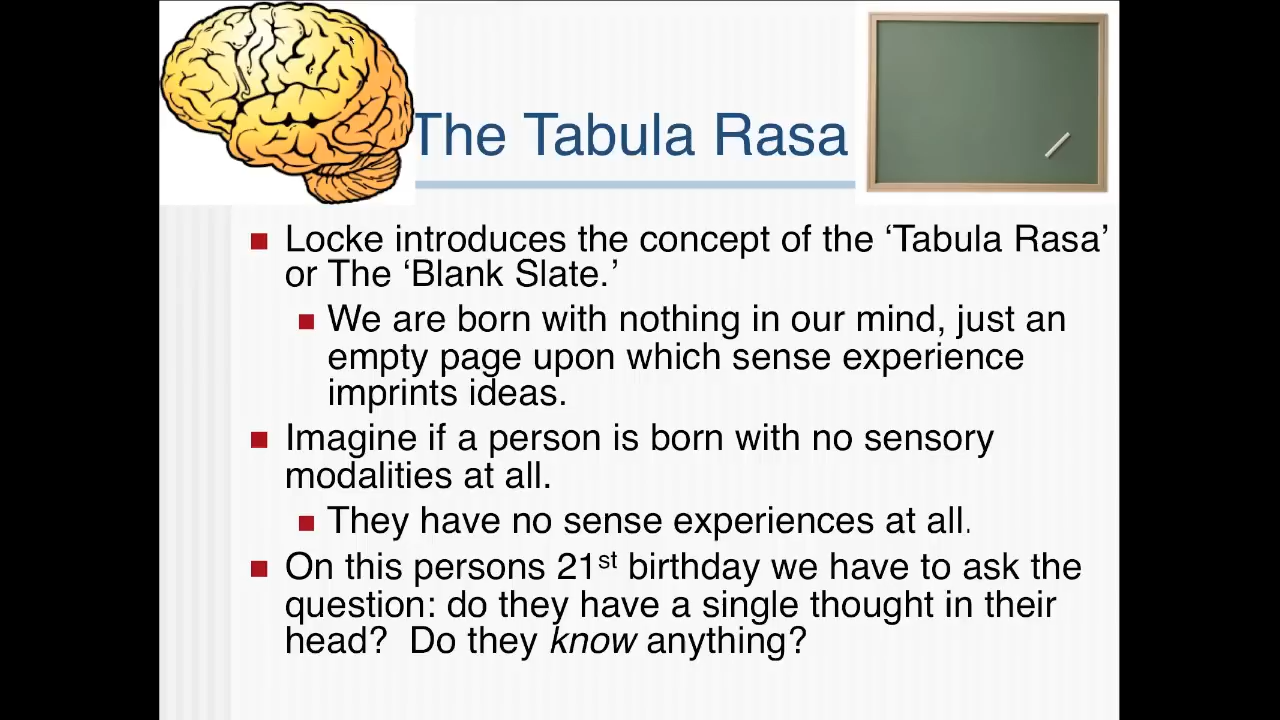 The Tabula Rasa
Locke introduces the concept of the ‘Tabula Rasa’
or The ‘Blank Slate.’
We are born with nothing in our mind, just an
empty page upon which sense experience
imprints ideas.
Imagine if a person is born with no sensory
modalities at all.
They have no sense experiences at all.
On this persons 21st birthday we have to ask the
question: do they have a single thought in their
head?  Do they know anything?